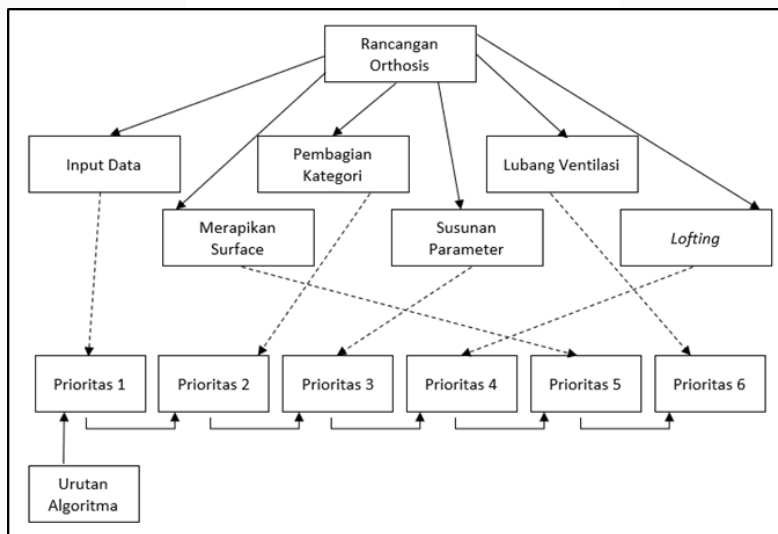 Rancangan
Orthosis
Input Data
Pembagian
Kategori
Lubang Ventilasi
Merapikan
Surface
Susunan
Parameter
Lofting
Prioritas 1
Prioritas 2
Prioritas 3
Prioritas 4
Prioritas 5
Prioritas 6
Urutan
Algoritma